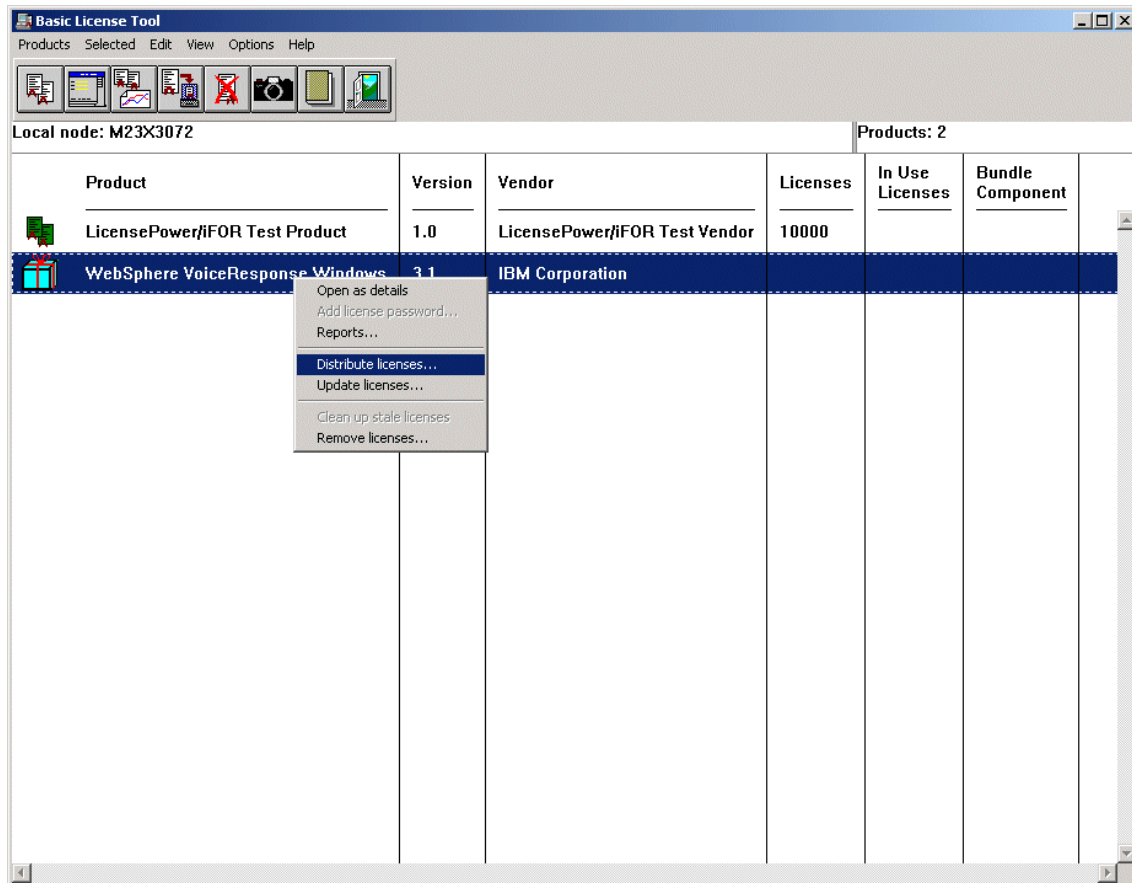 Basic License Tool
Products Selected Edit View Options Help
Local node: M23X3072 Products: 2
Product Version Vendor Licenses In Use Licenses Bundle Component
LicensePower/iFOR Test Product 1.0 LicensePower/iFOR Test Vendor 10000
WebSphere VoiceResponse Windows 3.1 IBM Corporation
Open as details
Add license password...
Reports...
Distribute licenses...
Update licenses...
Clean up stale licenses
Remove licenses...